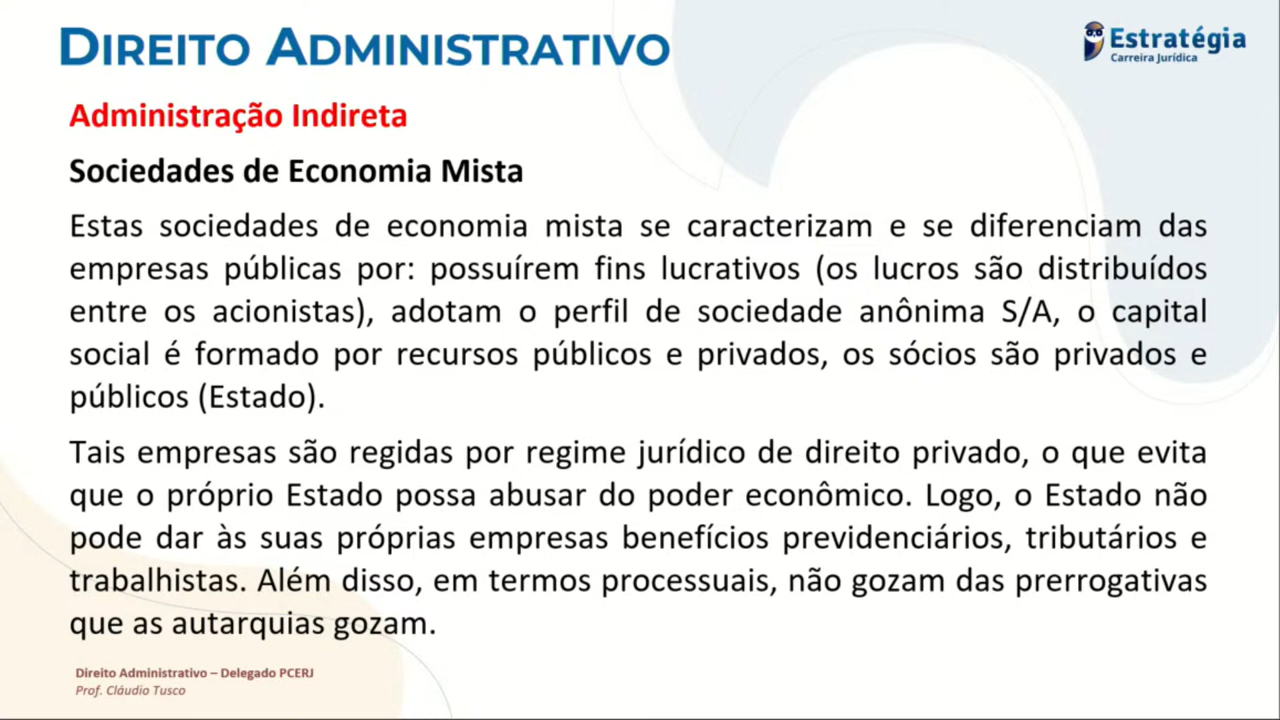 DIREITO ADMINISTRATIVO
Estratégia
Carreira Jurídica
Administração Indireta
Sociedades de Economia Mista
Estas sociedades de economia mista se caracterizam e se diferenciam das
empresas públicas por: possuírem fins lucrativos (os lucros são distribuídos
entre os acionistas), adotam o perfil de sociedade anônima S/A, o capital
social é formado por recursos públicos e privados, os sócios são privados e
públicos (Estado).
Tais empresas são regidas por regime jurídico de direito privado, o que evita
que o próprio Estado possa abusar do poder econômico. Logo, o Estado não
pode dar às suas próprias empresas benefícios previdenciários, tributários e
trabalhistas. Além disso, em termos processuais, não gozam das prerrogativas
que as autarquias gozam.
Direito Administrativo – Delegado PCERJ
Prof. Cláudio Tusco